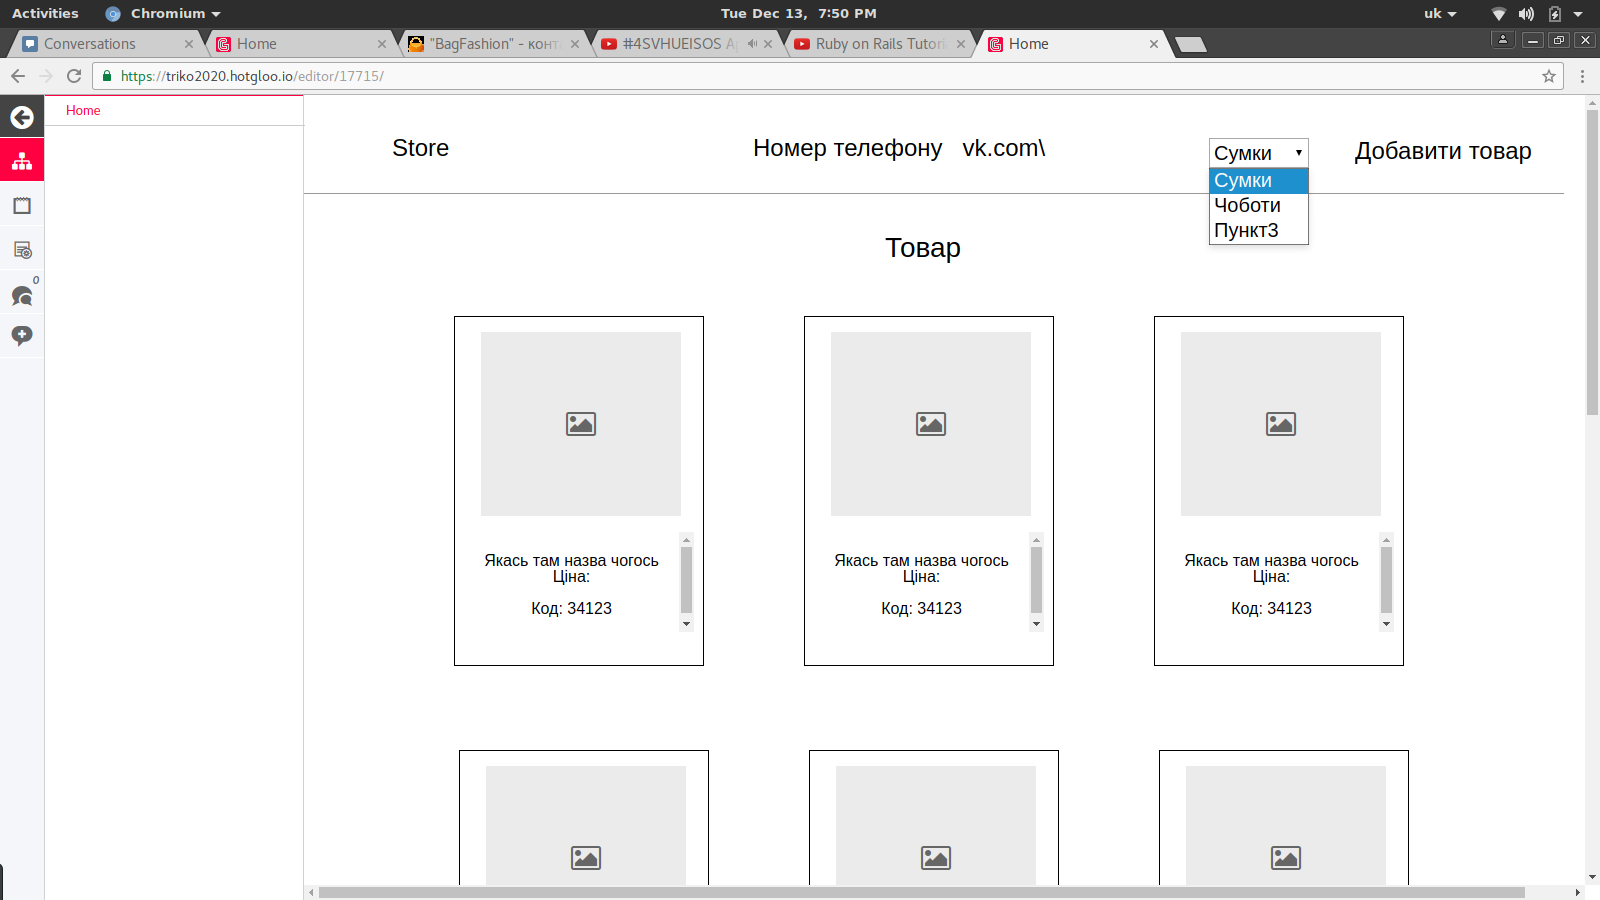 Activities Chromium Tue Dec 13, 7:50 PM uk
Conversations Home "BagFashion" - конт #4SVHUEISOS Ap Ruby on Rails Tutori Home
https://triko2020.hotgloo.io/editor/17715/
Home
0
Store Номер телефону vk.com\ Сумки Добавити товар
Сумки
Чоботи
Пункт3
Товар
Якась там назва чогось Якась там назва чогось Якась там назва чогось
Ціна: Ціна: Ціна:
Код: 34123 Код: 34123 Код: 34123